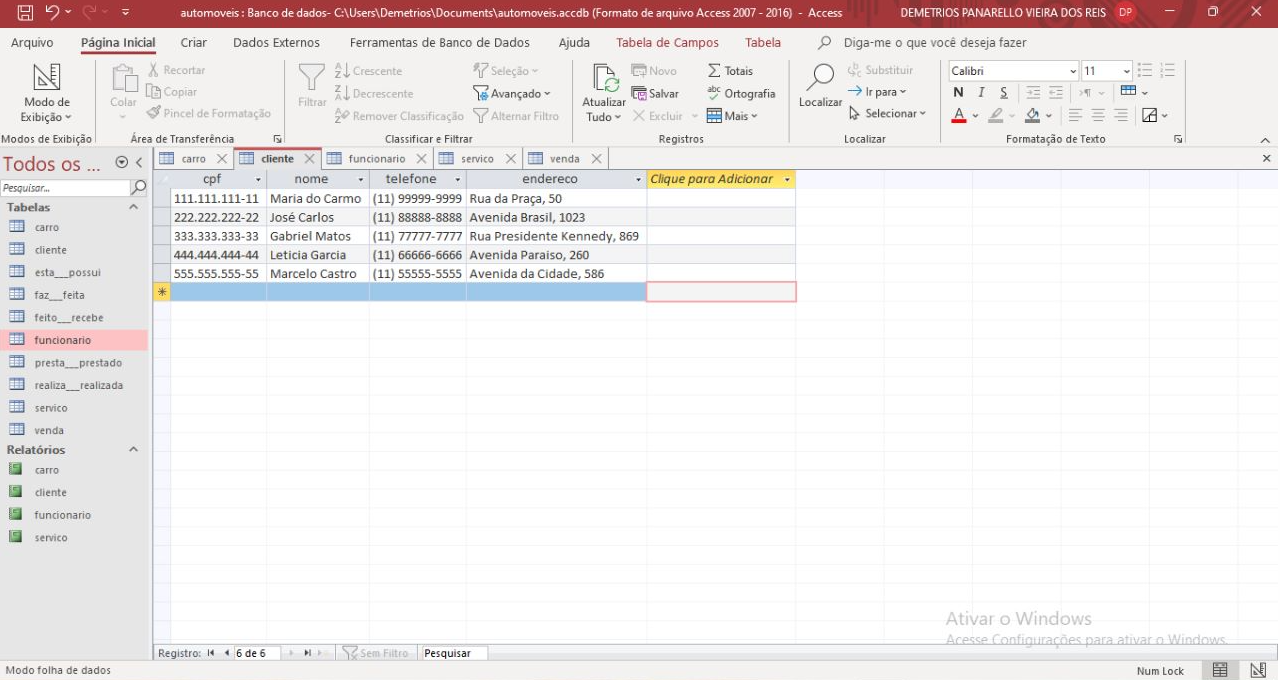 automoveis : Banco de dados- C:\Users\Demetrios\Documents\automoveis.accdb (Formato de arquivo Access 2007 - 2016)  -  Access DEMETRIOS PANARELLO VIEIRA DOS REIS DP
Arquivo Página Inicial Criar Dados Externos Ferramentas de Banco de Dados Ajuda Tabela de Campos Tabela Diga-me o que você deseja fazer
Recortar Crescente Seleção Novo Totais Substituir Calibri 11
Copiar Decrescente Avançado Salvar Ortografia Ir para N I S
Modo de Exibição Colar Pincel de Formatação Filtrar Remover Classificação Alternar Filtro Atualizar Tudo Excluir Mais Localizar Selecionar A
Modos de Exibição Área de Transferência Classificar e Filtrar Registros Localizar Formatação de Texto
Todos os ... carro cliente funcionario servico venda
Pesquisar...
Tabelas
carro
cliente
esta___possui
faz___feita
feito___recebe
funcionario
presta___prestado
realiza___realizada
servico
venda
Relatórios
carro
cliente
funcionario
servico
cpf nome telefone endereco Clique para Adicionar
111.111.111-11 Maria do Carmo (11) 99999-9999 Rua da Praça, 50
222.222.222-22 José Carlos (11) 88888-8888 Avenida Brasil, 1023
333.333.333-33 Gabriel Matos (11) 77777-7777 Rua Presidente Kennedy, 869
444.444.444-44 Leticia Garcia (11) 66666-6666 Avenida Paraiso, 260
555.555.555-55 Marcelo Castro (11) 55555-5555 Avenida da Cidade, 586
Ativar o Windows
Acesse Configurações para ativar o Windows.
Registro: 6 de 6 Sem Filtro Pesquisar
Modo folha de dados Num Lock